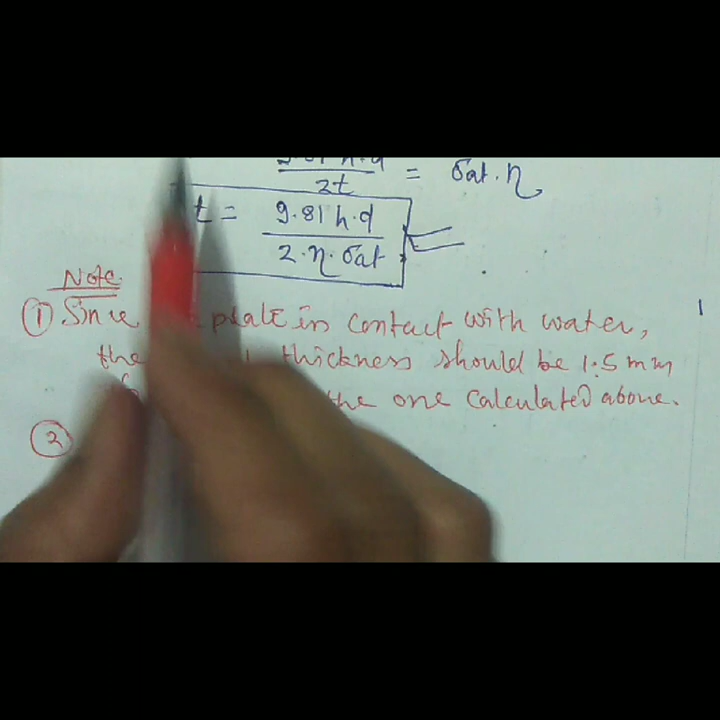 2t = σat.η
t = 9.81 h.d / 2.η.σat
Note
① Since plate in contact with water,
the thickness should be 1.5 mm
the one calculated above.
②